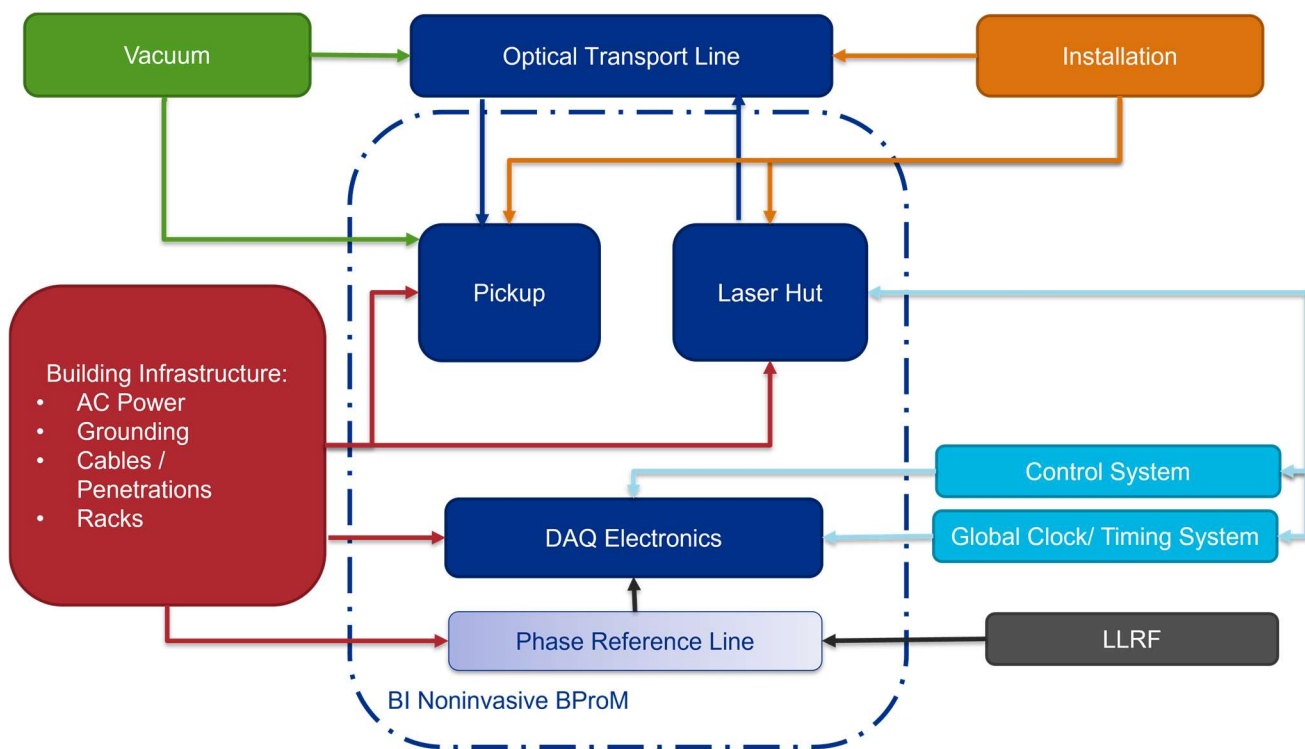 Vacuum
Optical Transport Line
Installation
Pickup
Laser Hut
Building Infrastructure:
• AC Power
• Grounding
• Cables /
Penetrations
• Racks
Control System
DAQ Electronics
Global Clock/ Timing System
Phase Reference Line
LLRF
BI Noninvasive BProM